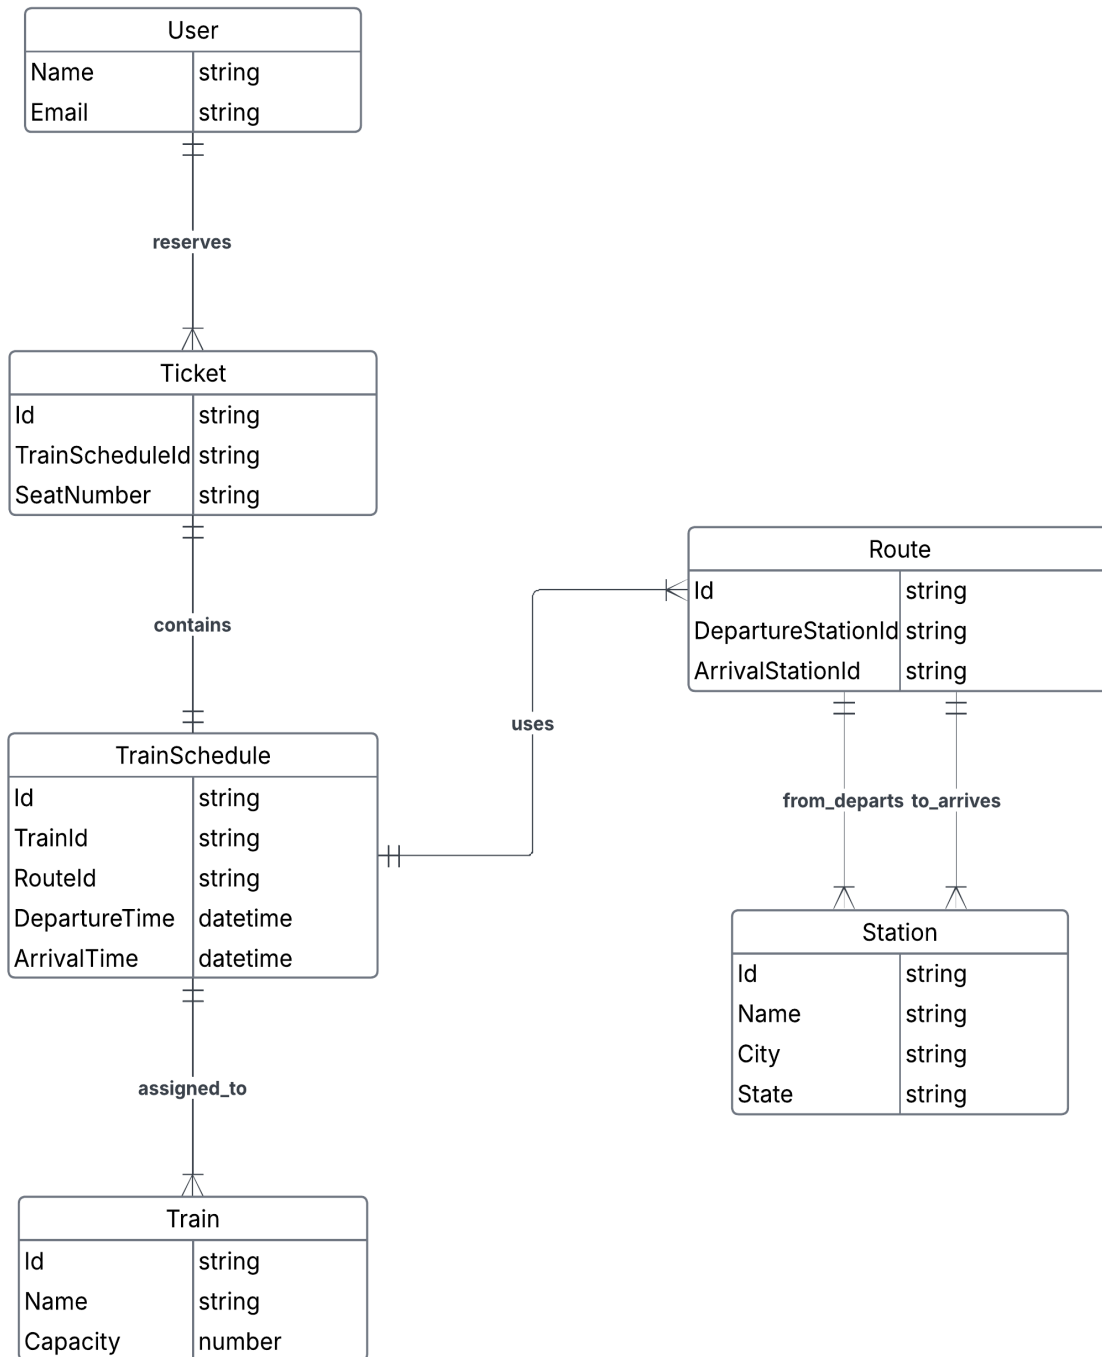 User
Name string
Email string
reserves
Ticket
Id string
TrainScheduleId string
SeatNumber string
contains
TrainSchedule
Id string
TrainId string
RouteId string
DepartureTime datetime
ArrivalTime datetime
uses
Route
Id string
DepartureStationId string
ArrivalStationId string
from_departs to_arrives
Station
Id string
Name string
City string
State string
assigned_to
Train
Id string
Name string
Capacity number